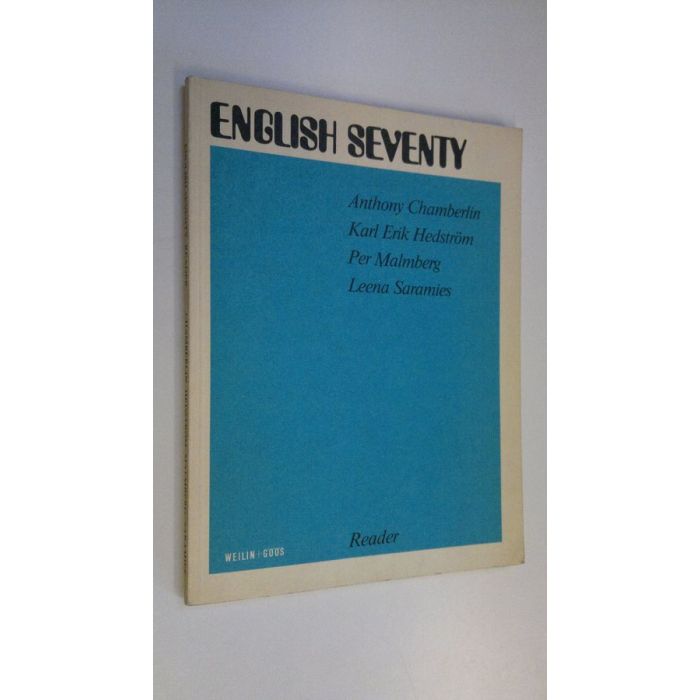 ENGLISH SEVENTY
Anthony Chamberlin
Karl Erik Hedström
Per Malmberg
Leena Saramies
Reader
WEILIN+GÖÖS